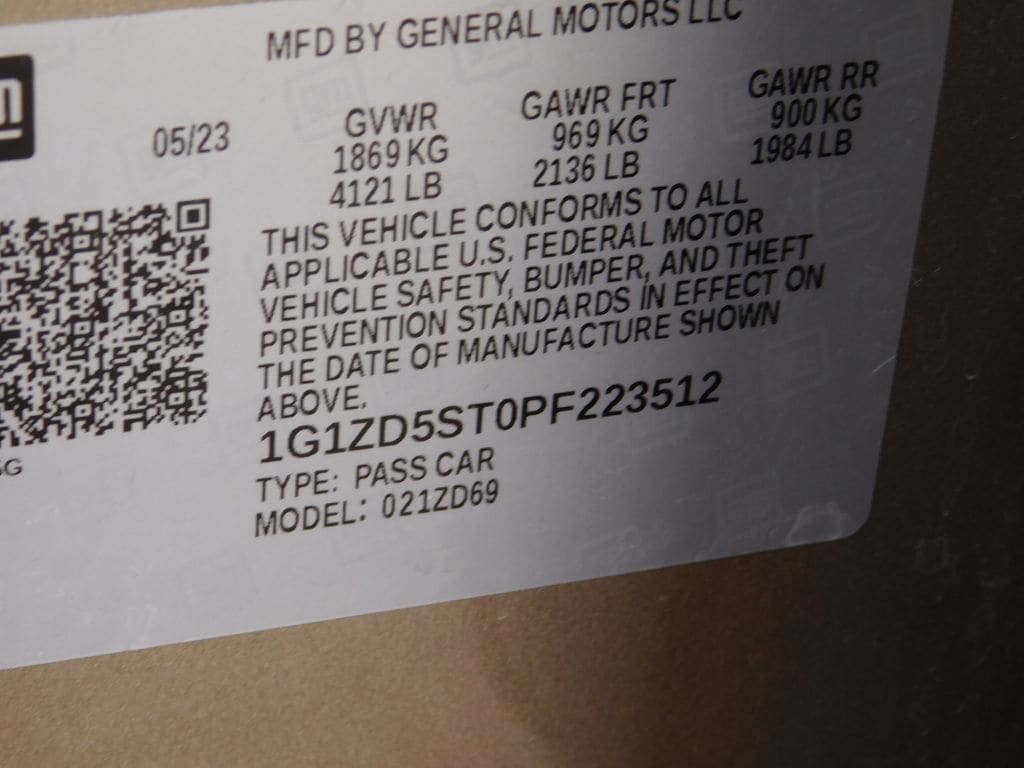 MFD BY GENERAL MOTORS LLC
05/23
GVWR
1869 KG
4121 LB
GAWR FRT
969 KG
2136 LB
GAWR RR
900 KG
1984 LB
THIS VEHICLE CONFORMS TO ALL
APPLICABLE U.S. FEDERAL MOTOR
VEHICLE SAFETY, BUMPER, AND THEFT
PREVENTION STANDARDS IN EFFECT ON
THE DATE OF MANUFACTURE SHOWN
ABOVE.
1G1ZD5ST0PF223512
TYPE: PASS CAR
MODEL: 021ZD69